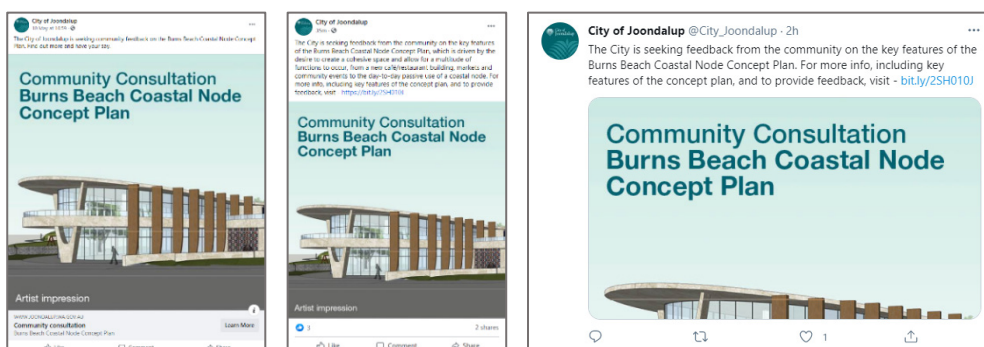 City of Joondalup
The City of Joondalup is seeking community feedback on the Burns Beach Coastal Node Concept
Plan. Find out more and have your say.
Community Consultation
Burns Beach Coastal Node
Concept Plan
Artist impression
WWW.JOONDALUP.WA.GOV.AU
Community consultation
Burns Beach Coastal Node Concept Plan
Learn More
Like
Comment
Share
City of Joondalup
The City is seeking feedback from the community on the key features
of the Burns Beach Coastal Node Concept Plan, which is driven by the
desire to create a cohesive space and allow for a multitude of
functions to occur, from a new cafe/restaurant building, markets and
community events to the day-to-day passive use of a coastal node. For
more info, including key features of the concept plan, and to provide
feedback, visit - https://bit.ly/2SH010J
Community Consultation
Burns Beach Coastal Node
Concept Plan
Artist impression
3
2 shares
Like
Comment
Share
City of Joondalup @City_Joondalup · 2h
The City is seeking feedback from the community on the key features of the
Burns Beach Coastal Node Concept Plan. For more info, including key
features of the concept plan, and to provide feedback, visit - bit.ly/2SH010J
Community Consultation
Burns Beach Coastal Node
Concept Plan
1